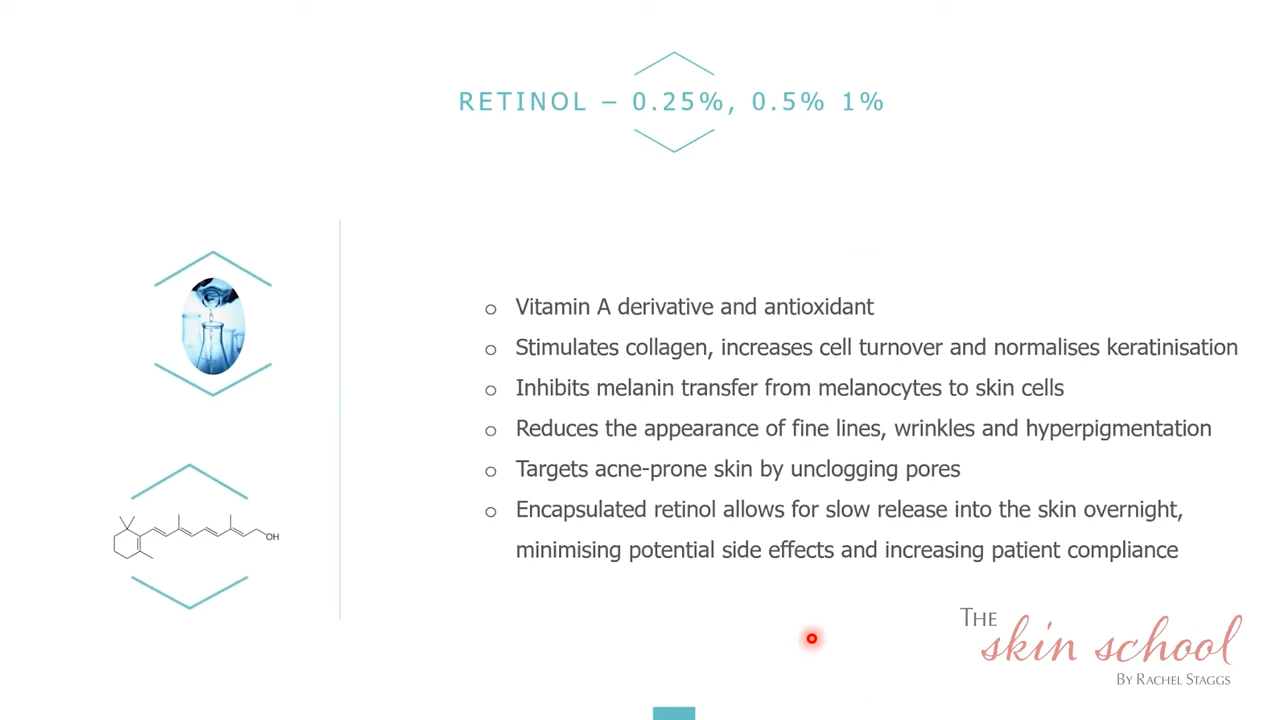 RETINOL – 0.25%, 0.5% 1%
Vitamin A derivative and antioxidant
Stimulates collagen, increases cell turnover and normalises keratinisation
Inhibits melanin transfer from melanocytes to skin cells
Reduces the appearance of fine lines, wrinkles and hyperpigmentation
Targets acne-prone skin by unclogging pores
Encapsulated retinol allows for slow release into the skin overnight,
minimising potential side effects and increasing patient compliance
OH
THE
skin school
BY RACHEL STAGGS